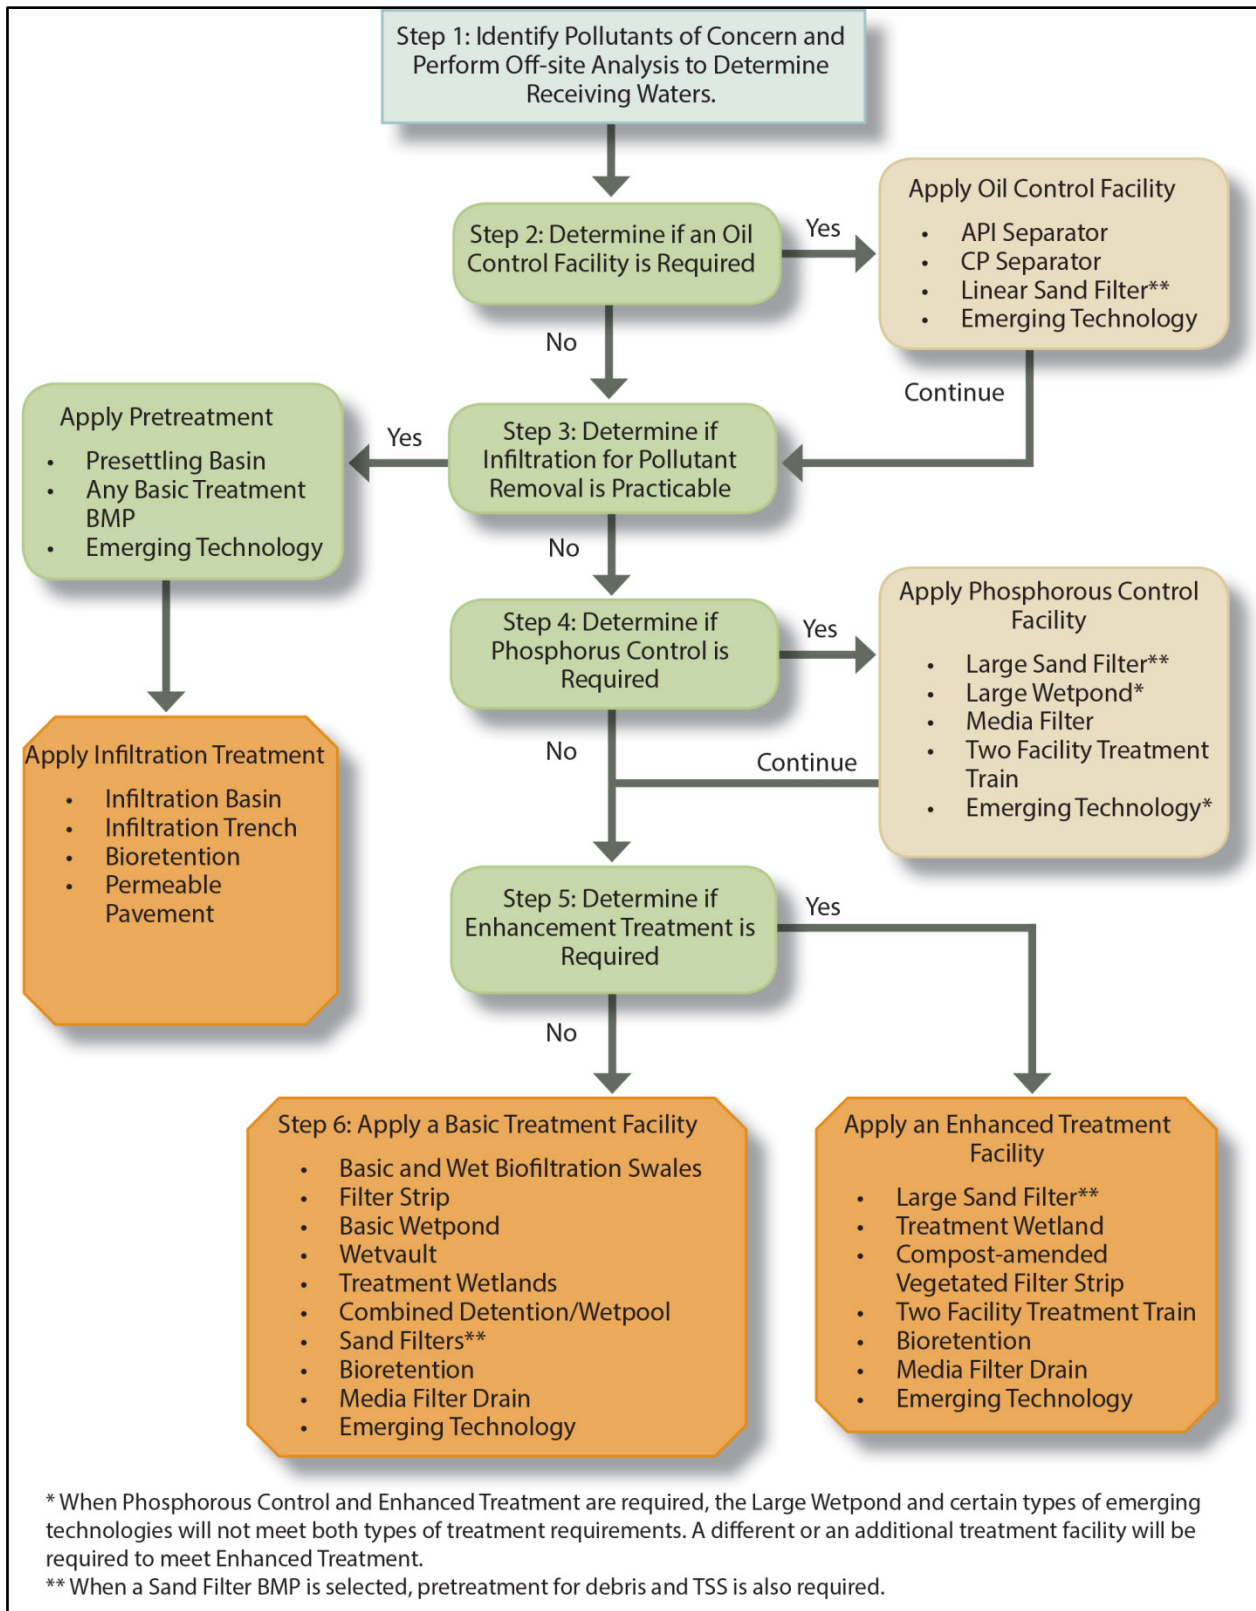 Step 1: Identify Pollutants of Concern and
Perform Off-site Analysis to Determine
Receiving Waters.
Step 2: Determine if an Oil
Control Facility is Required
Yes
Apply Oil Control Facility
• API Separator
• CP Separator
• Linear Sand Filter**
• Emerging Technology
No
Continue
Step 3: Determine if
Infiltration for Pollutant
Removal is Practicable
Yes
Apply Pretreatment
• Presettling Basin
• Any Basic Treatment
BMP
• Emerging Technology
Apply Infiltration Treatment
• Infiltration Basin
• Infiltration Trench
• Bioretention
• Permeable
Pavement
No
Step 4: Determine if
Phosphorus Control is
Required
Yes
Apply Phosphorous Control
Facility
• Large Sand Filter**
• Large Wetpond*
• Media Filter
• Two Facility Treatment
Train
• Emerging Technology*
No
Continue
Step 5: Determine if
Enhancement Treatment is
Required
Yes
No
Step 6: Apply a Basic Treatment Facility
• Basic and Wet Biofiltration Swales
• Filter Strip
• Basic Wetpond
• Wetvault
• Treatment Wetlands
• Combined Detention/Wetpool
• Sand Filters**
• Bioretention
• Media Filter Drain
• Emerging Technology
Apply an Enhanced Treatment
Facility
• Large Sand Filter**
• Treatment Wetland
• Compost-amended
Vegetated Filter Strip
• Two Facility Treatment Train
• Bioretention
• Media Filter Drain
• Emerging Technology
* When Phosphorous Control and Enhanced Treatment are required, the Large Wetpond and certain types of emerging
technologies will not meet both types of treatment requirements. A different or an additional treatment facility will be
required to meet Enhanced Treatment.
** When a Sand Filter BMP is selected, pretreatment for debris and TSS is also required.